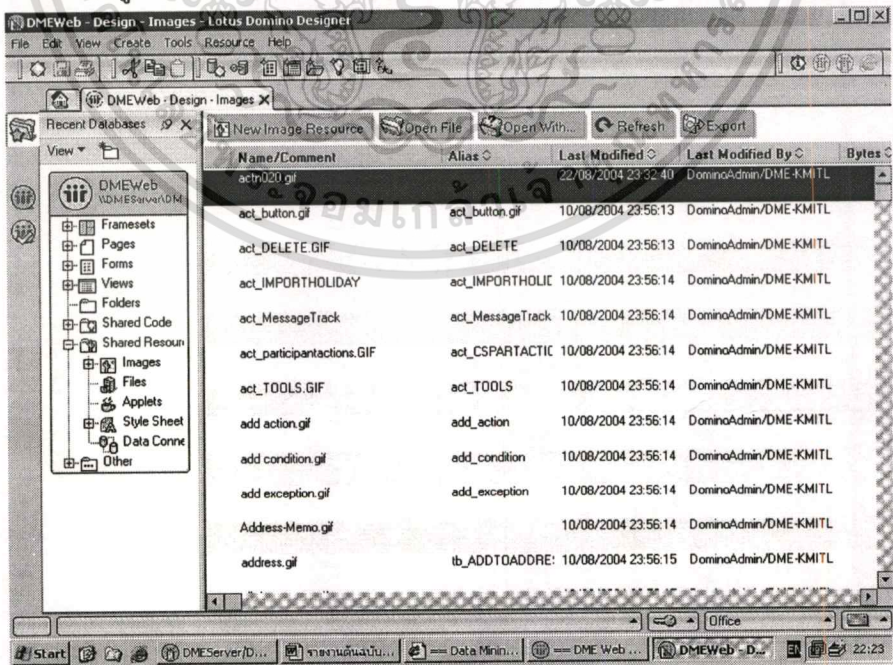 DMEWeb - Design - Images - Lotus Domino Designer
File Edit View Create Tools Resource Help
DMEWeb - Design - Images
Recent Databases
New Image Resource Open File Open With... Refresh Export
View
Name/Comment Alias Last Modified Last Modified By Bytes
DMEWeb
\\DMEServer\DM
Framesets
Pages
Forms
Views
Folders
Shared Code
Shared Resourc
Images
Files
Applets
Style Sheet
Data Conne
Other
actn020.gif 22/08/2004 23:32:40 DominoAdmin/DME-KMITL
act_button.gif act_button.gif 10/08/2004 23:56:13 DominoAdmin/DME-KMITL
act_DELETE.GIF act_DELETE 10/08/2004 23:56:13 DominoAdmin/DME-KMITL
act_IMPORTHOLIDAY act_IMPORTHOLIC 10/08/2004 23:56:14 DominoAdmin/DME-KMITL
act_MessageTrack act_MessageTrack 10/08/2004 23:56:14 DominoAdmin/DME-KMITL
act_participantactions.GIF act_CSPARTACTIC 10/08/2004 23:56:14 DominoAdmin/DME-KMITL
act_TOOLS.GIF act_TOOLS 10/08/2004 23:56:14 DominoAdmin/DME-KMITL
add action.gif add_action 10/08/2004 23:56:14 DominoAdmin/DME-KMITL
add condition.gif add_condition 10/08/2004 23:56:14 DominoAdmin/DME-KMITL
add exception.gif add_exception 10/08/2004 23:56:14 DominoAdmin/DME-KMITL
Address-Memo.gif 10/08/2004 23:56:14 DominoAdmin/DME-KMITL
address.gif tb_ADDTOADDRE: 10/08/2004 23:56:15 DominoAdmin/DME-KMITL
Office
Start DMEServer/D... รายงานต้นฉบับ... == Data Minin... == DME Web ... DMEWeb - D... 22:23